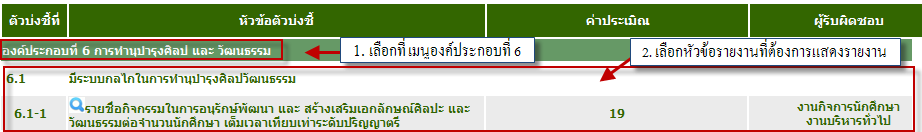 ตัวบ่งชี้ที่ หัวข้อตัวบ่งชี้ ค่าประเมิน ผู้รับผิดชอบ
องค์ประกอบที่ 6 การทำนุบำรุงศิลป และ วัฒนธรรม 1. เลือกที่เมนูองค์ประกอบที่ 6 2. เลือกหัวข้อรายงานที่ต้องการแสดงรายงาน
6.1 มีระบบกลไกในการทำนุบำรุงศิลปวัฒนธรรม
6.1-1 รายชื่อกิจกรรมในการอนุรักษ์พัฒนา และ สร้างเสริมเอกลักษณ์ศิลปะ และ 19 งานกิจการนักศึกษา
วัฒนธรรมต่อจำนวนนักศึกษา เต็มเวลาเทียบเท่าระดับปริญญาตรี งานบริหารทั่วไป